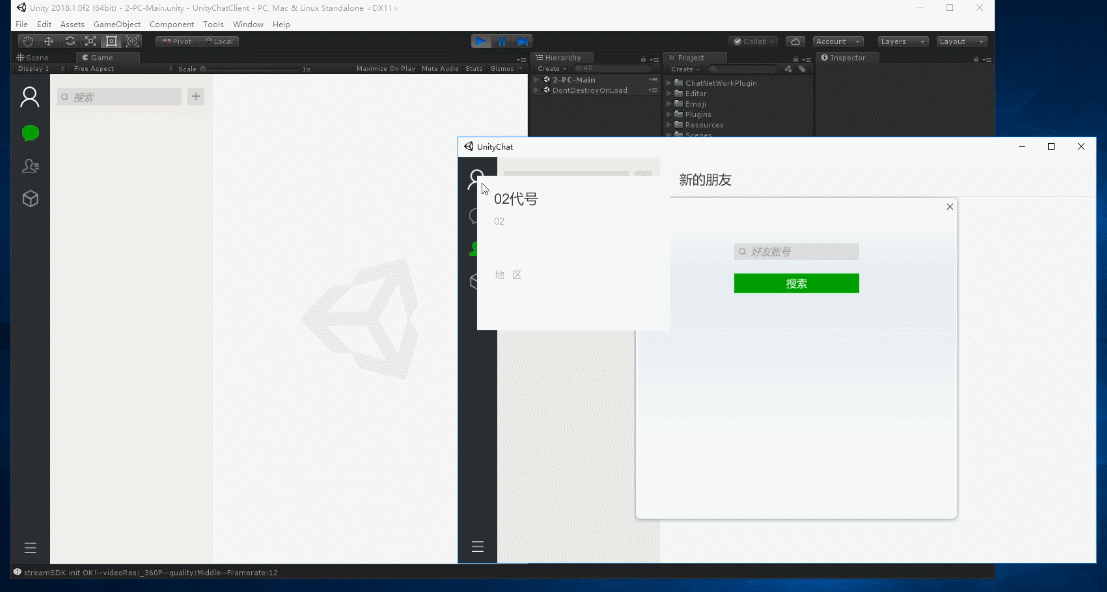 Unity 2018.1.0f2 (64bit) - 2-PC-Main.unity - UnityChatClient - PC, Mac & Linux Standalone <DX11>
File Edit Assets GameObject Component Tools Window Help
Pivot Local Collab Account Layers Layout
Scene Game Hierarchy Project Inspector
Display 1 Free Aspect Scale 1x Maximize On Play Mute Audio Stats Gizmos Create All Create
2-PC-Main
DontDestroyOnLoad
ChatNetWorkPlugin
Editor
Emoji
Plugins
Resources
Scenes
搜索 +
UnityChat
新的朋友
02代号
02
地 区
好友账号
搜索
streamSDK init OK!--videoRes:_360P--quality:Middle--Framerate:12